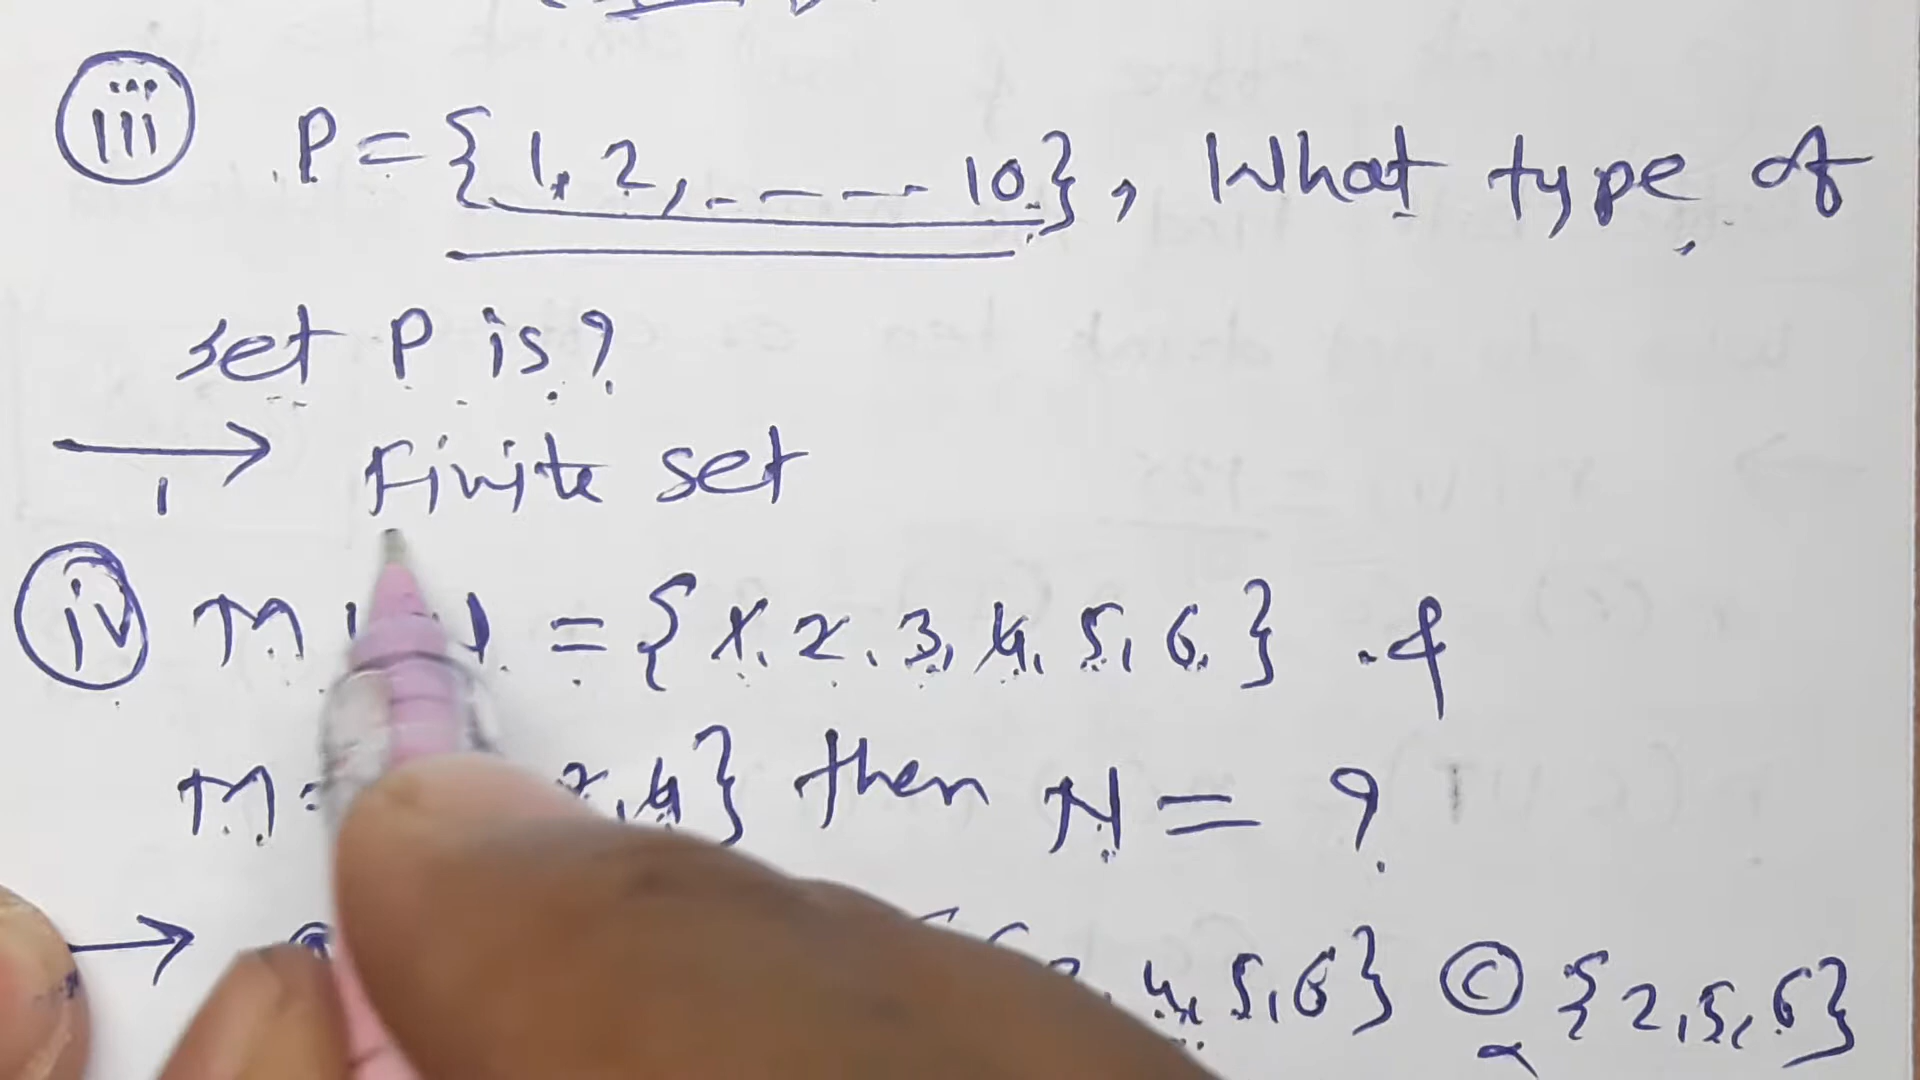 iii P = {1, 2, ---- 10}, What type of
set P is?
→ Finite set
iv M = {1, 2, 3, 4, 5, 6} &
M = 2, 4} then N = ?
→ 4, 5, 6} c {2, 5, 6}